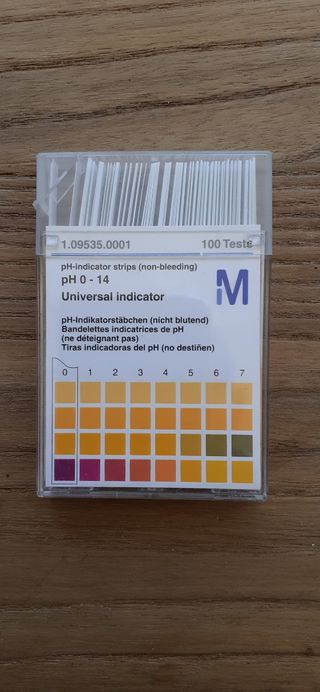 1.09535.0001 100 Tests
pH-indicator strips (non-bleeding)
pH 0 - 14
Universal indicator
M
pH-Indikatorstäbchen (nicht blutend)
Bandelettes indicatrices de pH
(ne déteignant pas)
Tiras indicadoras del pH (no destiñen)
0 1 2 3 4 5 6 7